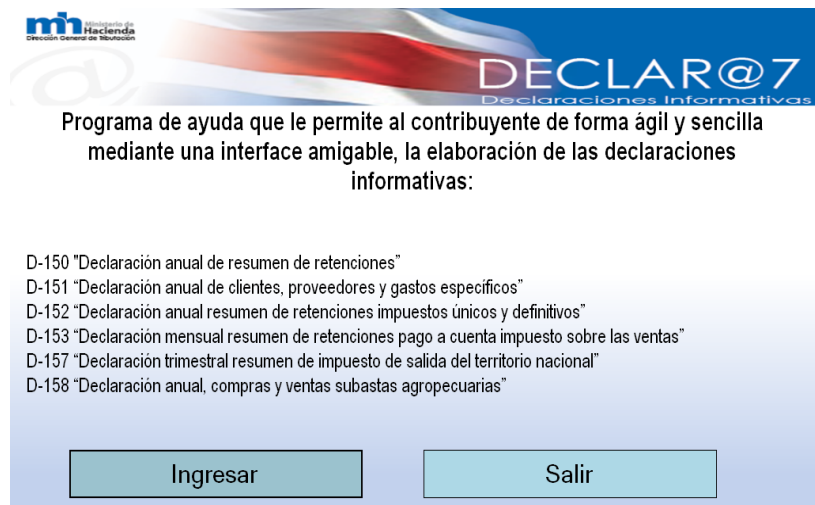 mh Ministerio de
Hacienda
Dirección General de Tributación
@
DECLAR@7
Declaraciones Informativas
Programa de ayuda que le permite al contribuyente de forma ágil y sencilla
mediante una interface amigable, la elaboración de las declaraciones
informativas:
D-150 "Declaración anual de resumen de retenciones”
D-151 “Declaración anual de clientes, proveedores y gastos específicos”
D-152 “Declaración anual resumen de retenciones impuestos únicos y definitivos”
D-153 “Declaración mensual resumen de retenciones pago a cuenta impuesto sobre las ventas”
D-157 “Declaración trimestral resumen de impuesto de salida del territorio nacional”
D-158 “Declaración anual, compras y ventas subastas agropecuarias”
Ingresar
Salir